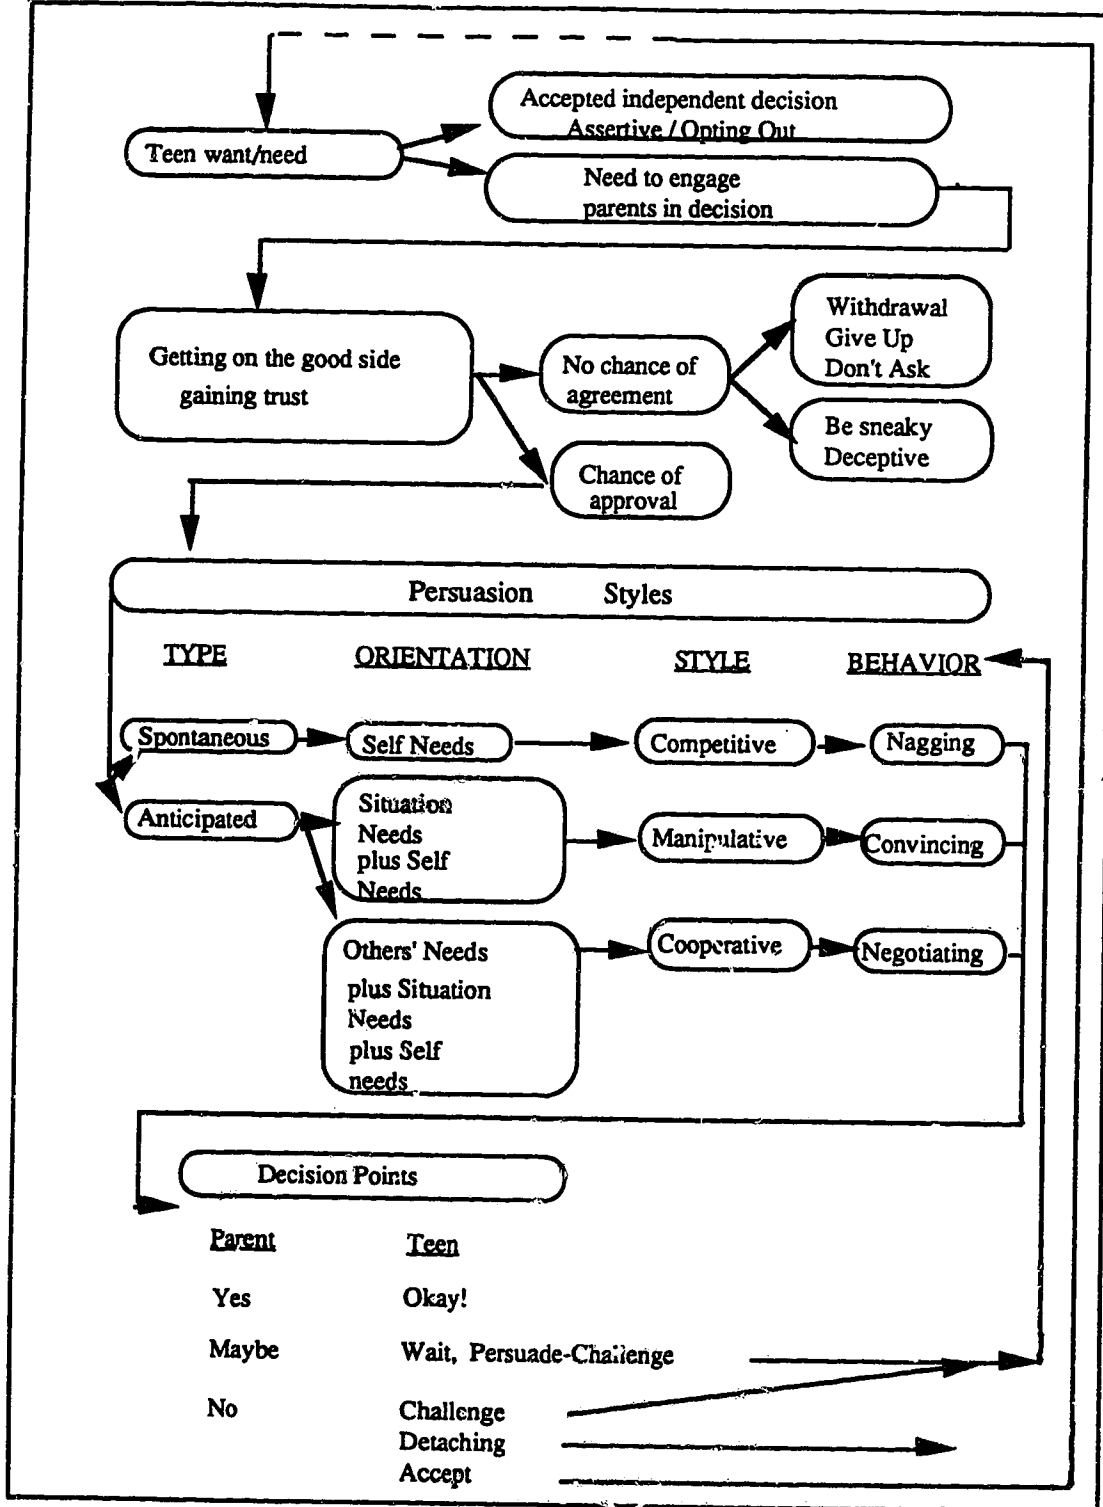 Accepted independent decision
Assertive / Opting Out
Teen want/need
Need to engage
parents in decision
Getting on the good side
gaining trust
No chance of
agreement
Withdrawal
Give Up
Don't Ask
Be sneaky
Deceptive
Chance of
approval
Persuasion Styles
TYPE ORIENTATION STYLE BEHAVIOR
Spontaneous Self Needs Competitive Nagging
Anticipated
Situation
Needs
plus Self
Needs
Manipulative Convincing
Others' Needs
plus Situation
Needs
plus Self
needs
Cooperative Negotiating
Decision Points
Parent Teen
Yes Okay!
Maybe Wait, Persuade-Challenge
No Challenge
Detaching
Accept